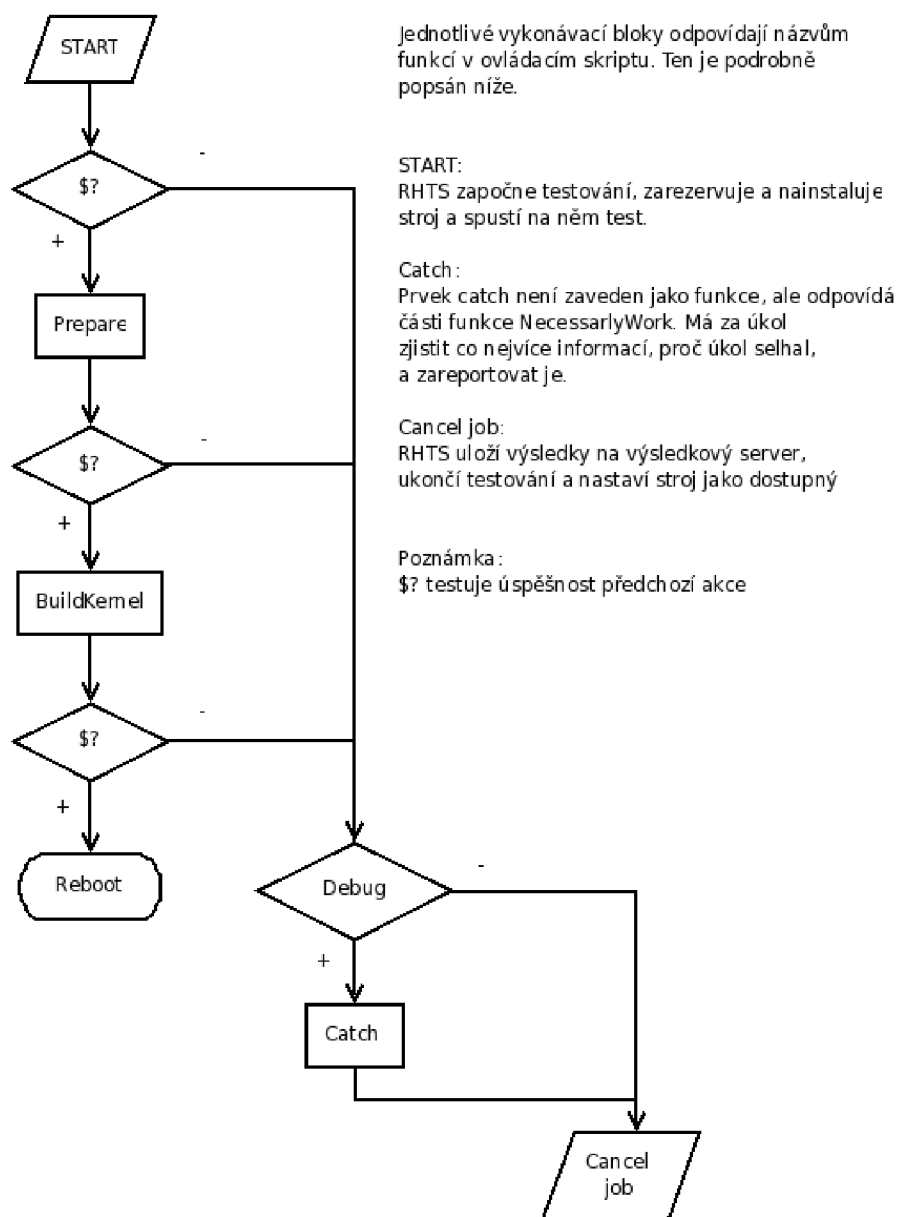 START
Jednotlivé vykonávací bloky odpovídají názvům
funkcí v ovládacím skriptu. Ten je podrobně
popsán níže.
-
$?
+
START:
RHTS započne testování, zarezervuje a nainstaluje
stroj a spustí na něm test.
Prepare
Catch:
Prvek catch není zaveden jako funkce, ale odpovídá
části funkce NecessarlyWork. Má za úkol
zjistit co nejvíce informací, proč úkol selhal,
a zareportovat je.
-
$?
+
Cancel job:
RHTS uloží výsledky na výsledkový server,
ukončí testování a nastaví stroj jako dostupný
BuildKernel
Poznámka:
$? testuje úspěšnost předchozí akce
-
$?
+
Reboot
-
Debug
+
Catch
Cancel
job